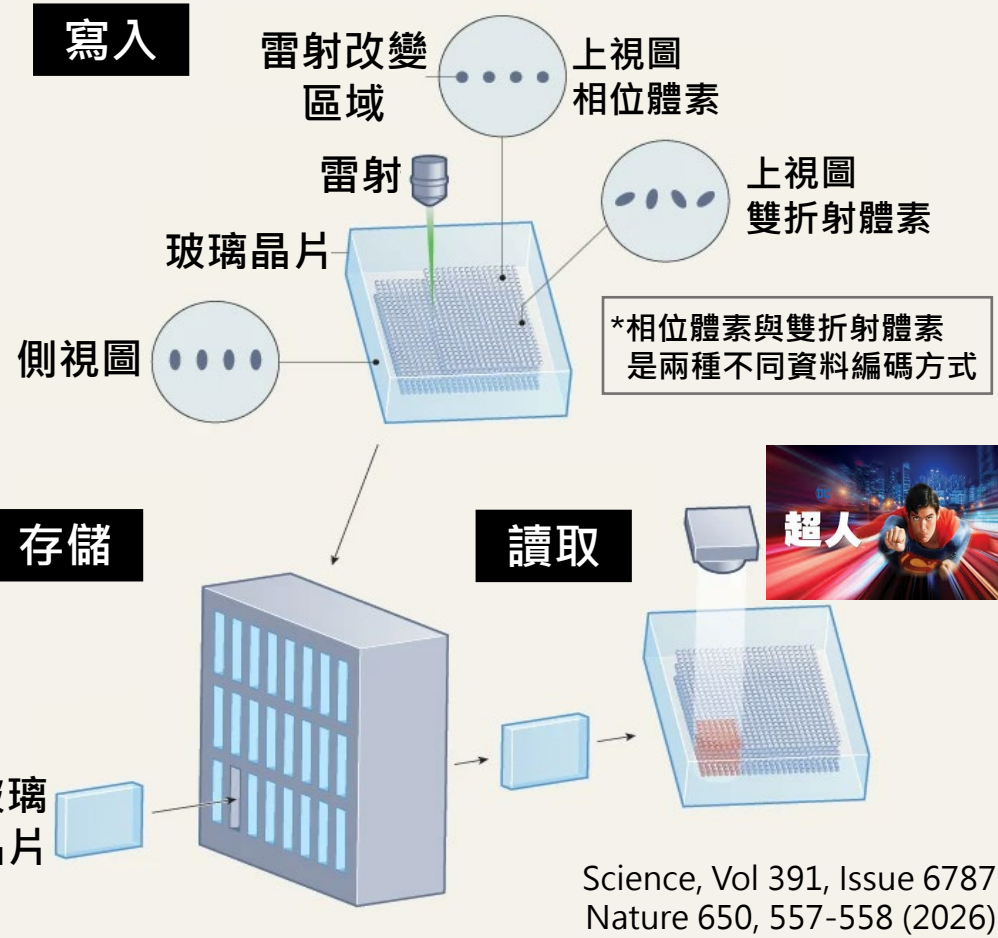 寫入
雷射改變
區域
上視圖
相位體素
雷射
上視圖
雙折射體素
玻璃晶片
側視圖
*相位體素與雙折射體素
是兩種不同資料編碼方式
存儲
讀取
DC
超人
玻璃
晶片
Science, Vol 391, Issue 6787
Nature 650, 557-558 (2026)